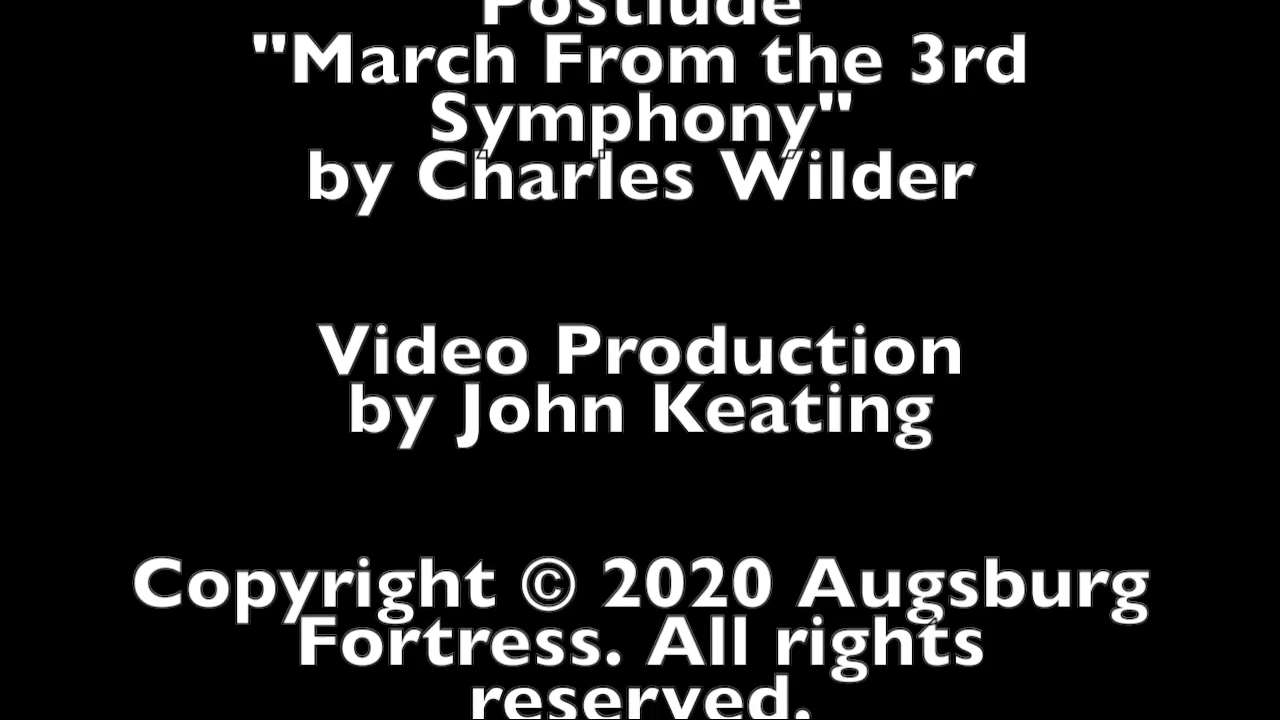 Postlude
"March From the 3rd
Symphony"
by Charles Wilder
Video Production
by John Keating
Copyright © 2020 Augsburg
Fortress. All rights
reserved.